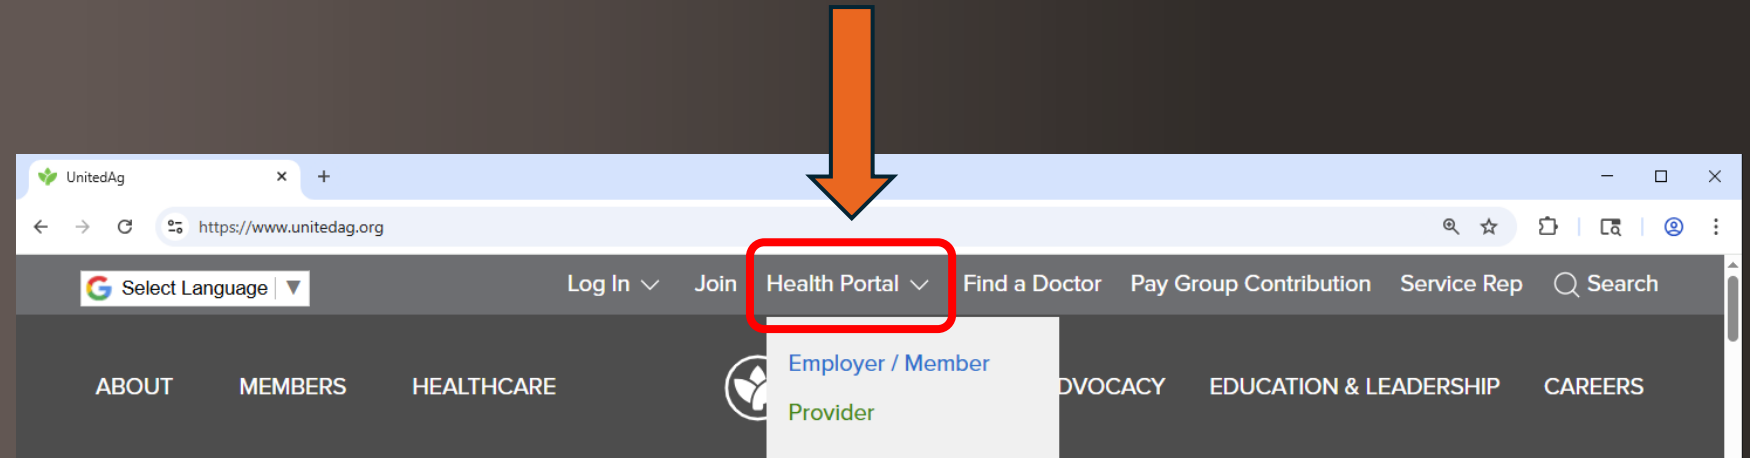 UnitedAg
https://www.unitedag.org
Select Language ▼
Log In Join Health Portal Find a Doctor Pay Group Contribution Service Rep Search
Employer / Member
ABOUT MEMBERS HEALTHCARE DVOCACY EDUCATION & LEADERSHIP CAREERS
Provider